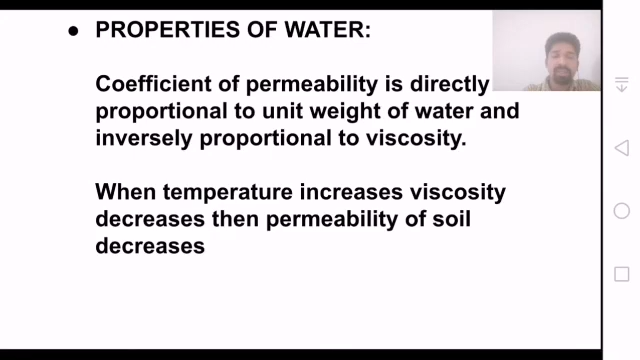 ● PROPERTIES OF WATER:
Coefficient of permeability is directly
proportional to unit weight of water and
inversely proportional to viscosity.
When temperature increases viscosity
decreases then permeability of soil
decreases